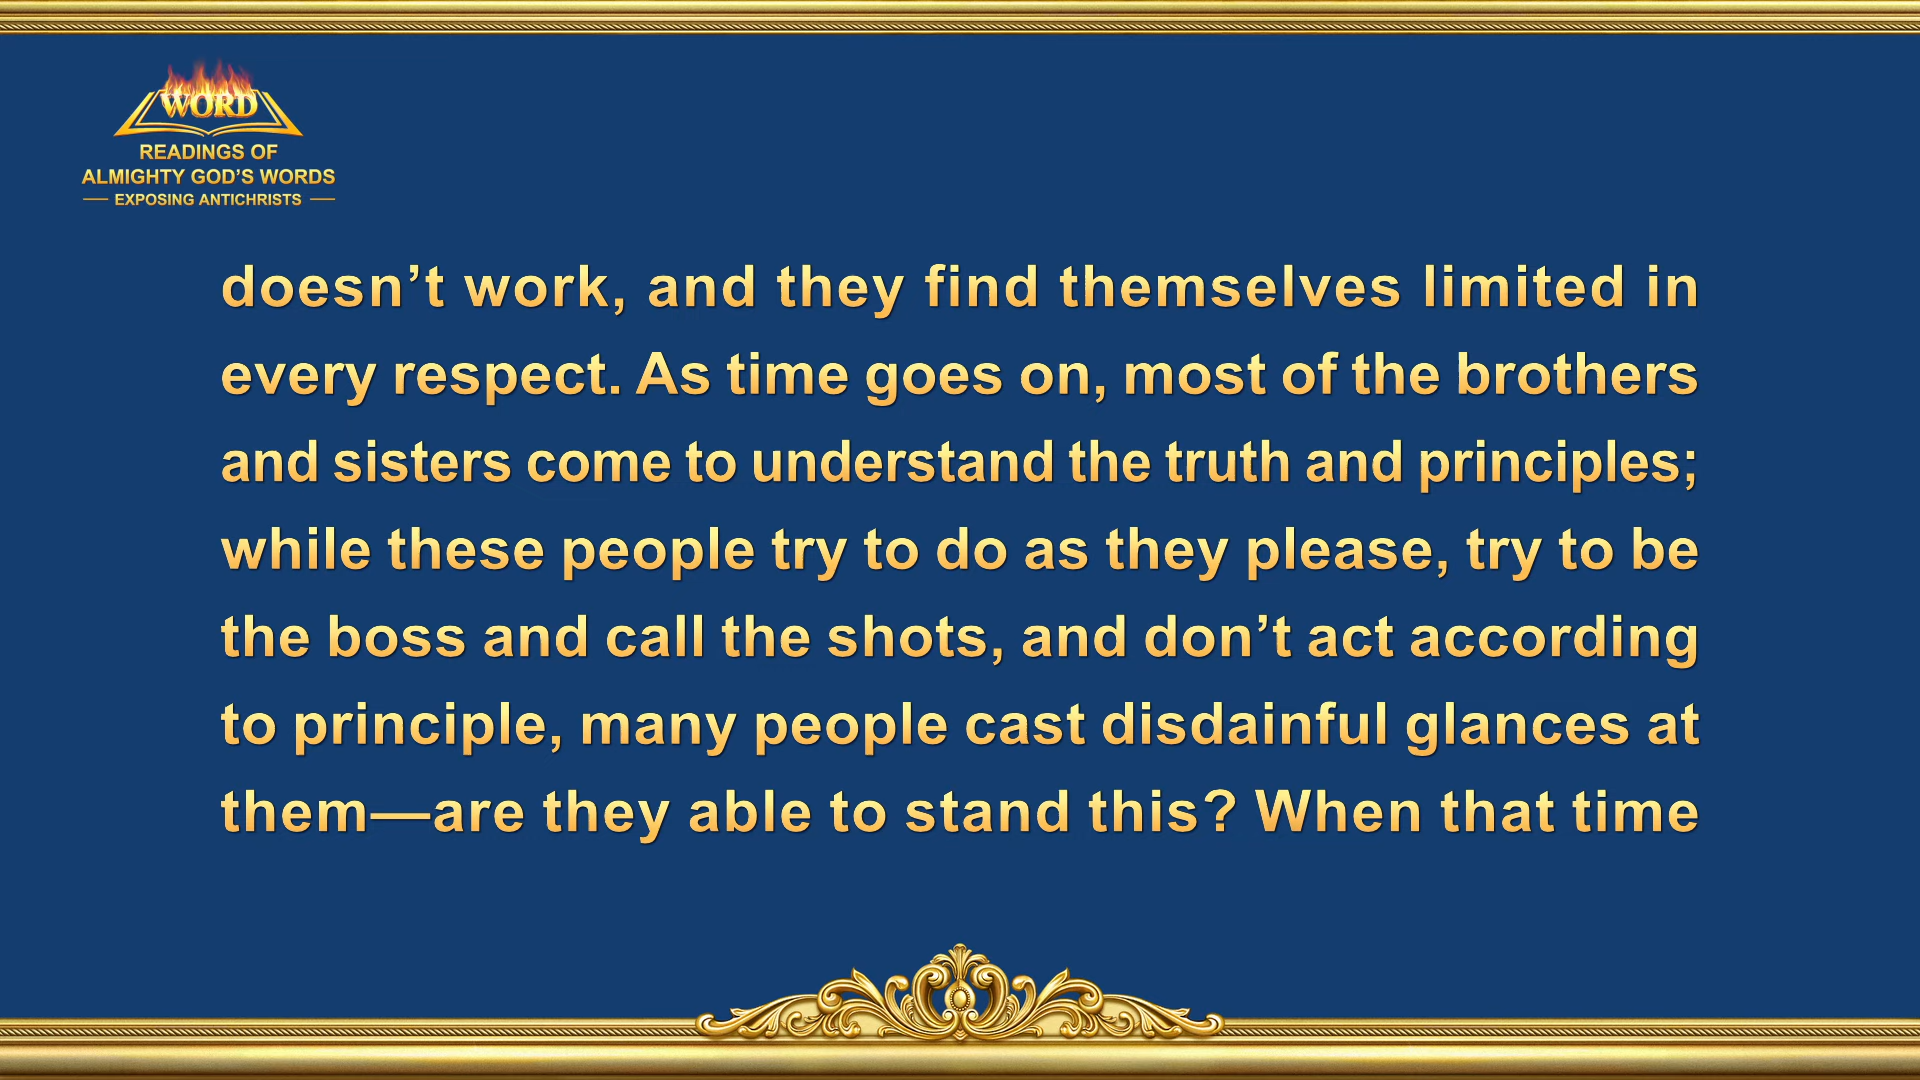 WORD
READINGS OF
ALMIGHTY GOD’S WORDS
EXPOSING ANTICHRISTS
doesn’t work, and they find themselves limited in
every respect. As time goes on, most of the brothers
and sisters come to understand the truth and principles;
while these people try to do as they please, try to be
the boss and call the shots, and don’t act according
to principle, many people cast disdainful glances at
them—are they able to stand this? When that time